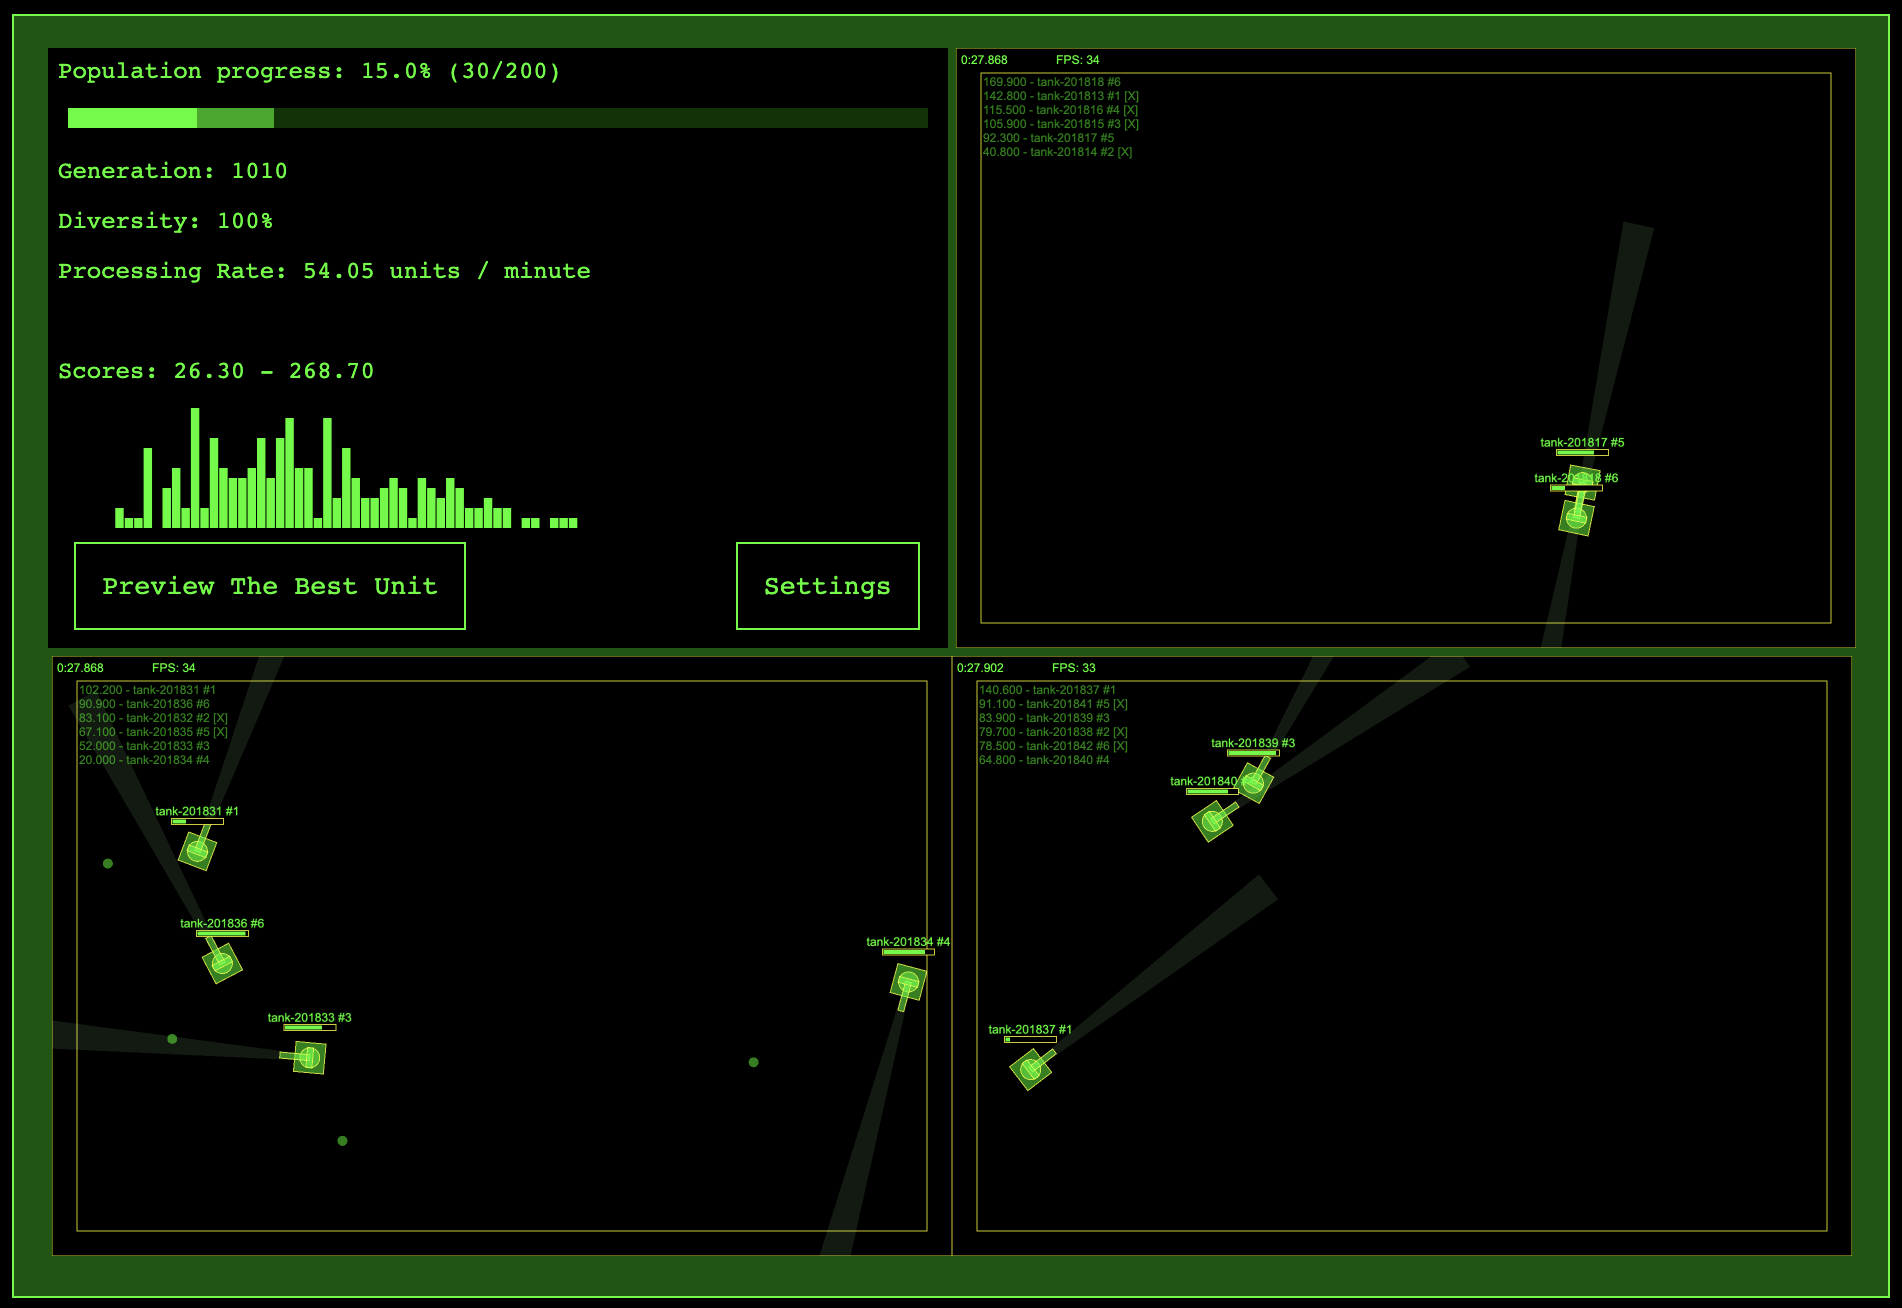 Population progress: 15.0% (30/200)
Generation: 1010
Diversity: 100%
Processing Rate: 54.05 units / minute
Scores: 26.30 - 268.70
Preview The Best Unit
Settings
0:27.868 FPS: 34
169.900 - tank-201818 #6
142.800 - tank-201813 #1 [X]
115.500 - tank-201816 #4 [X]
105.900 - tank-201815 #3 [X]
92.300 - tank-201817 #5
40.800 - tank-201814 #2 [X]
tank-201817 #5
tank-201818 #6
0:27.868 FPS: 34
102.200 - tank-201831 #1
90.900 - tank-201836 #6
83.100 - tank-201832 #2 [X]
67.100 - tank-201835 #5 [X]
52.000 - tank-201833 #3
20.000 - tank-201834 #4
tank-201831 #1
tank-201836 #6
tank-201834 #4
tank-201833 #3
0:27.902 FPS: 33
140.600 - tank-201837 #1
91.100 - tank-201841 #5 [X]
83.900 - tank-201839 #3
79.700 - tank-201838 #2 [X]
78.500 - tank-201842 #6 [X]
64.800 - tank-201840 #4
tank-201839 #3
tank-201840
tank-201837 #1